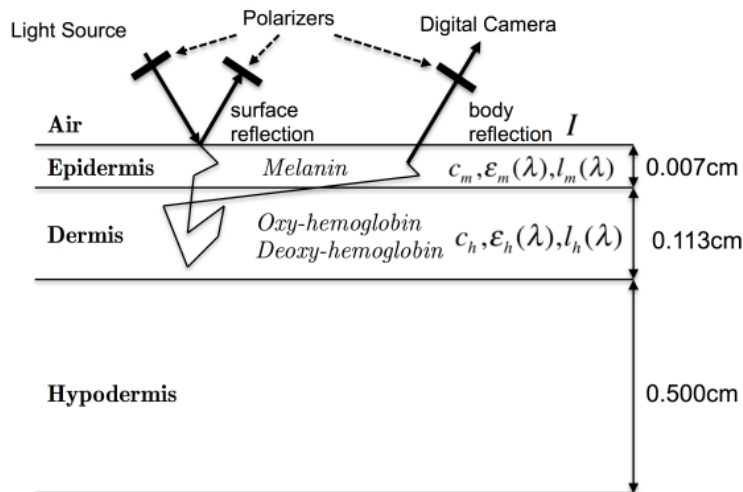 Polarizers
Light Source
Digital Camera
surface
reflection
body
reflection I
Air
Epidermis
Melanin
c_m, ε_m(λ), l_m(λ)
0.007cm
Dermis
Oxy-hemoglobin
Deoxy-hemoglobin
c_h, ε_h(λ), l_h(λ)
0.113cm
Hypodermis
0.500cm